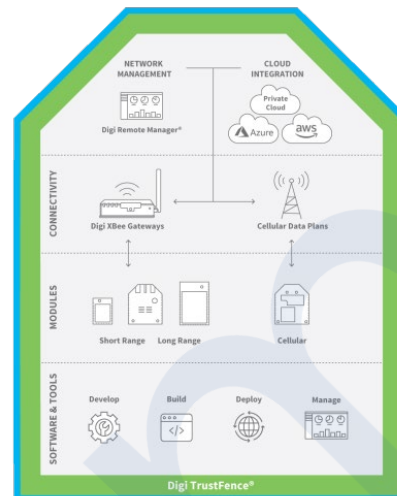 NETWORK
MANAGEMENT
CLOUD
INTEGRATION
Private
Cloud
Azure
aws
Digi Remote Manager®
CONNECTIVITY
Digi XBee Gateways
Cellular Data Plans
MODULES
Short Range
Long Range
Cellular
SOFTWARE & TOOLS
Develop
Build
Deploy
Manage
</>
Digi TrustFence®